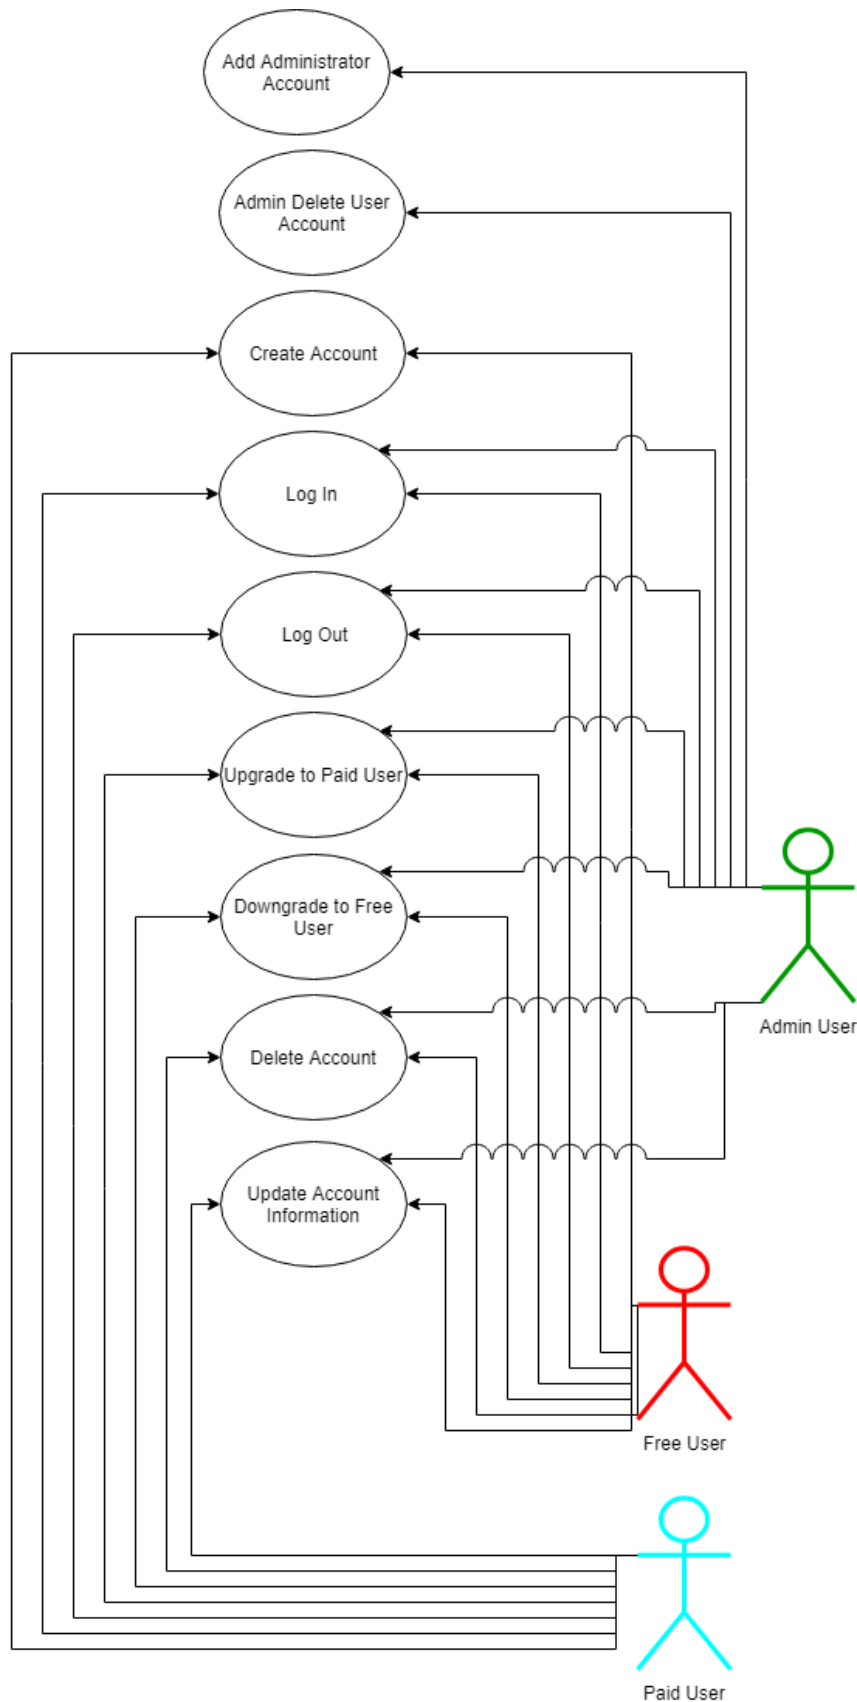 Add Administrator
Account
Admin Delete User
Account
Create Account
Log In
Log Out
Upgrade to Paid User
Downgrade to Free
User
Admin User
Delete Account
Update Account
Information
Free User
Paid User